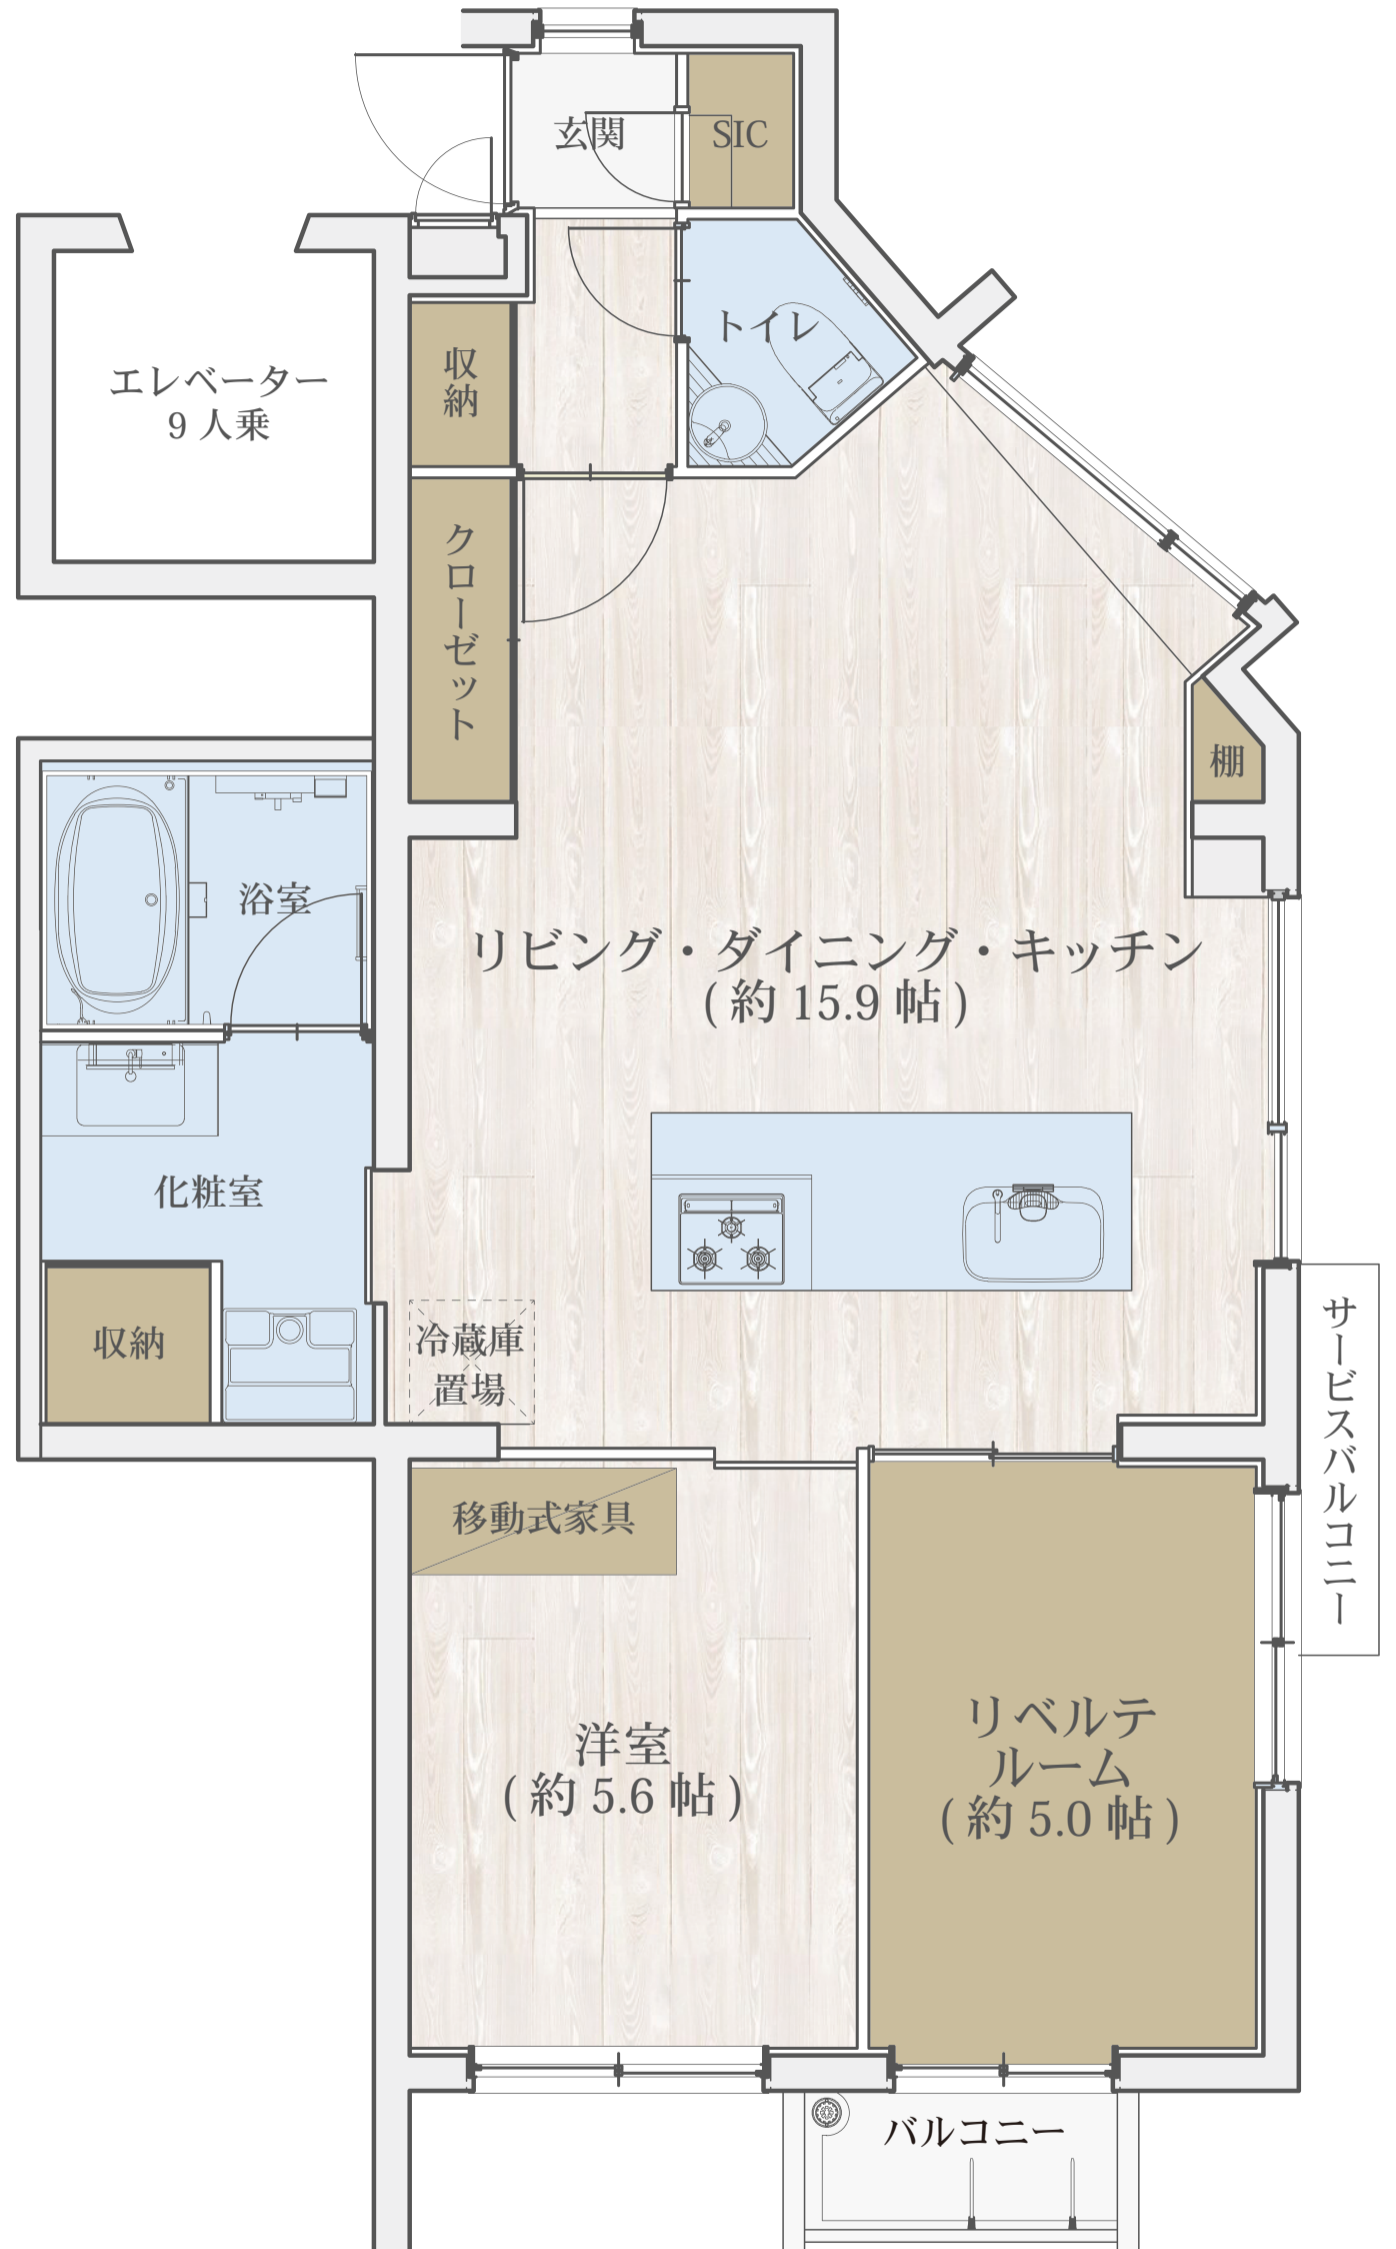 玄関
SIC
トイレ
収納
エレベーター
9 人乗
クローゼット
棚
浴室
リビング・ダイニング・キッチン
( 約 15.9 帖 )
化粧室
収納
冷蔵庫
置場
サービスバルコニー
移動式家具
洋室
( 約 5.6 帖 )
リベルテ
ルーム
( 約 5.0 帖 )
バルコニー